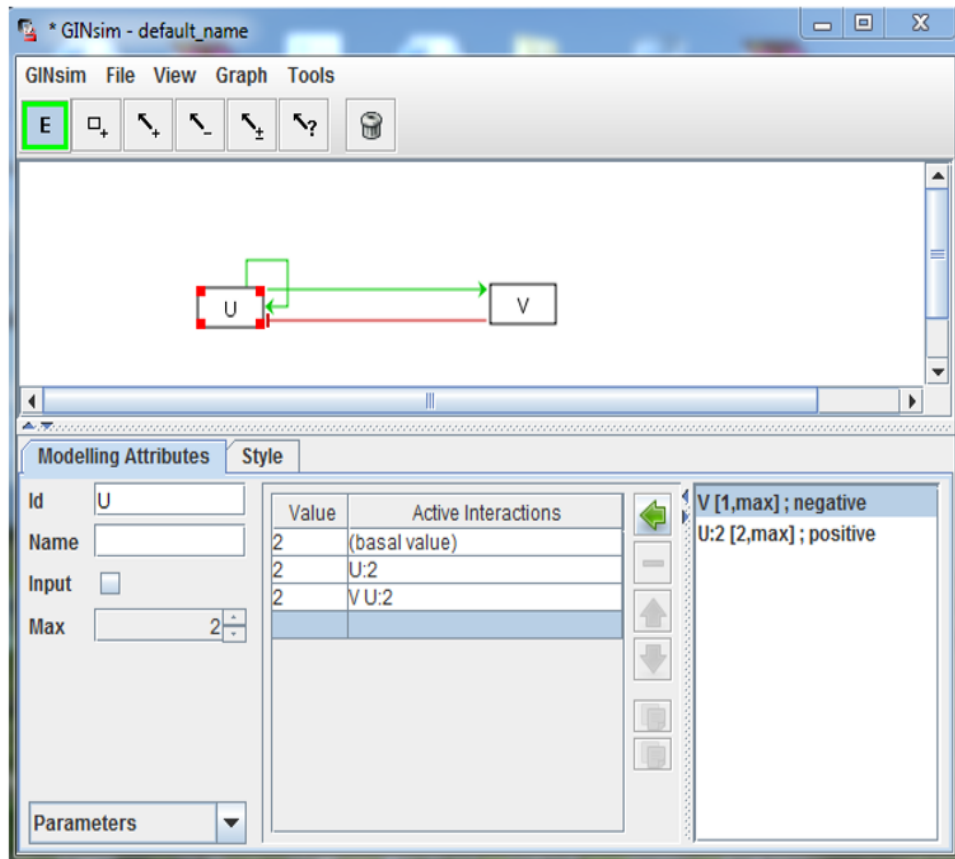 * GINsim - default_name
GINsim File View Graph Tools
E + + - ± ?
U
V
Modelling Attributes Style
Id U
Name
Input
Max 2
Value Active Interactions
2 (basal value)
2 U:2
2 V U:2
V [1,max] ; negative
U:2 [2,max] ; positive
Parameters